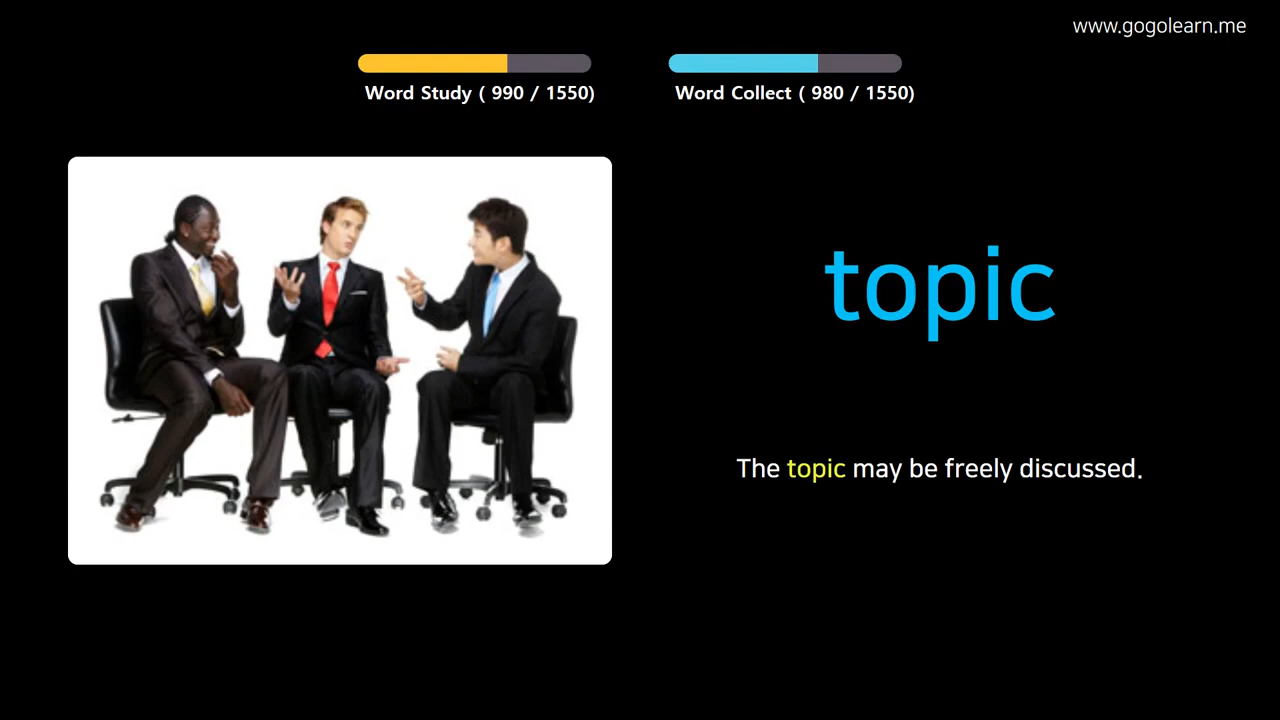 www.gogolearn.me
Word Study ( 990 / 1550)
Word Collect ( 980 / 1550)
topic
The topic may be freely discussed.